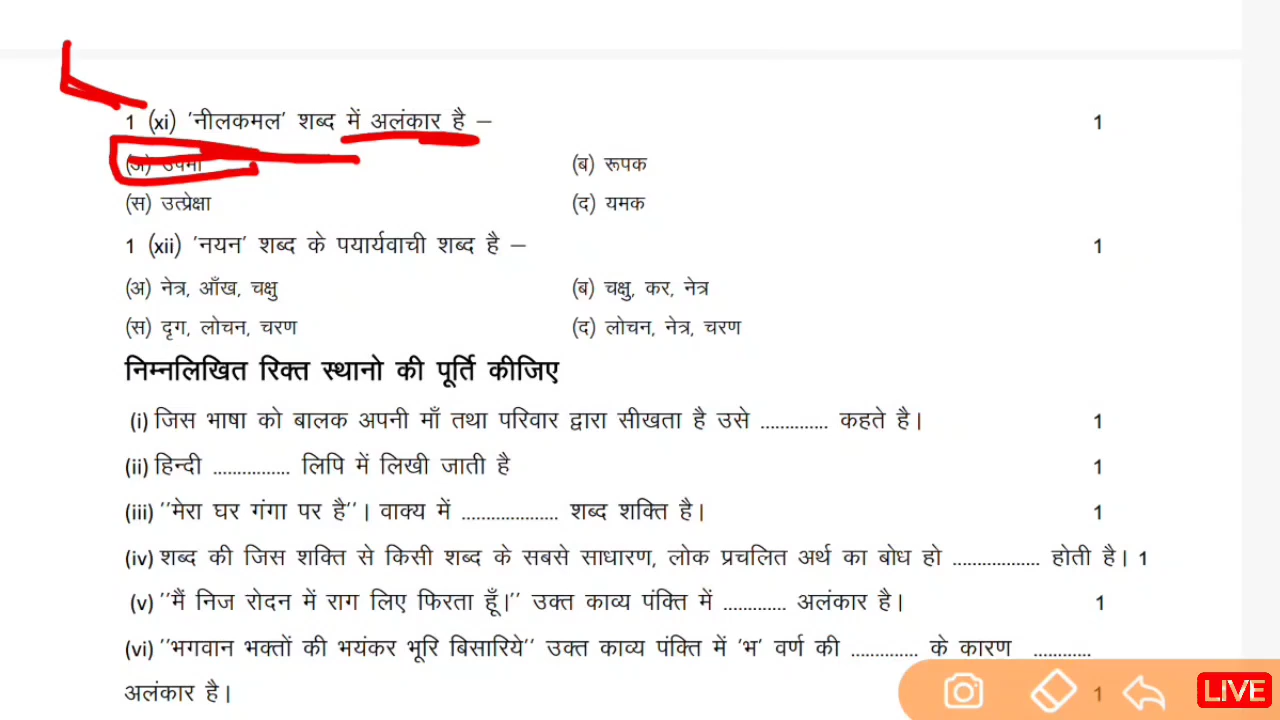 1 (xi) 'नीलकमल' शब्द में अलंकार है – 1
(अ) उपमा (ब) रूपक
(स) उत्प्रेक्षा (द) यमक
1 (xii) 'नयन' शब्द के पयार्यवाची शब्द है – 1
(अ) नेत्र, आँख, चक्षु (ब) चक्षु, कर, नेत्र
(स) दृग, लोचन, चरण (द) लोचन, नेत्र, चरण
निम्नलिखित रिक्त स्थानो की पूर्ति कीजिए
(i) जिस भाषा को बालक अपनी माँ तथा परिवार द्वारा सीखता है उसे .............. कहते है। 1
(ii) हिन्दी ................ लिपि में लिखी जाती है 1
(iii) ''मेरा घर गंगा पर है''। वाक्य में .................... शब्द शक्ति है। 1
(iv) शब्द की जिस शक्ति से किसी शब्द के सबसे साधारण, लोक प्रचलित अर्थ का बोध हो .................. होती है। 1
(v) ''मैं निज रोदन में राग लिए फिरता हूँ।'' उक्त काव्य पंक्ति में ............. अलंकार है। 1
(vi) ''भगवान भक्तों की भयंकर भूरि बिसारिये'' उक्त काव्य पंक्ति में 'भ' वर्ण की .............. के कारण ............
अलंकार है। 1
LIVE